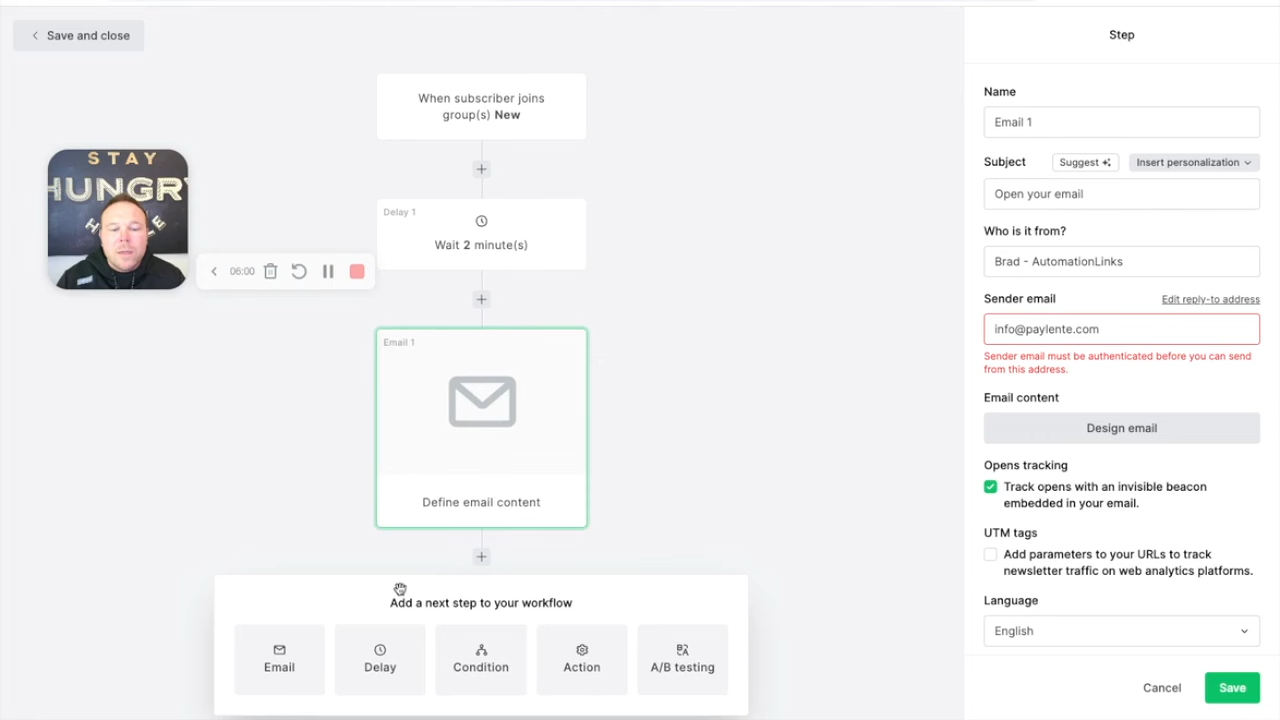 Save and close
When subscriber joins
group(s) New
STAY
HUNGRY
Delay 1
Wait 2 minute(s)
06:00
Email 1
Define email content
Add a next step to your workflow
Email
Delay
Condition
Action
A/B testing
Step
Name
Email 1
Subject
Suggest
Insert personalization
Open your email
Who is it from?
Brad - AutomationLinks
Sender email
Edit reply-to address
info@paylente.com
Sender email must be authenticated before you can send
from this address.
Email content
Design email
Opens tracking
Track opens with an invisible beacon
embedded in your email.
UTM tags
Add parameters to your URLs to track
newsletter traffic on web analytics platforms.
Language
English
Cancel
Save